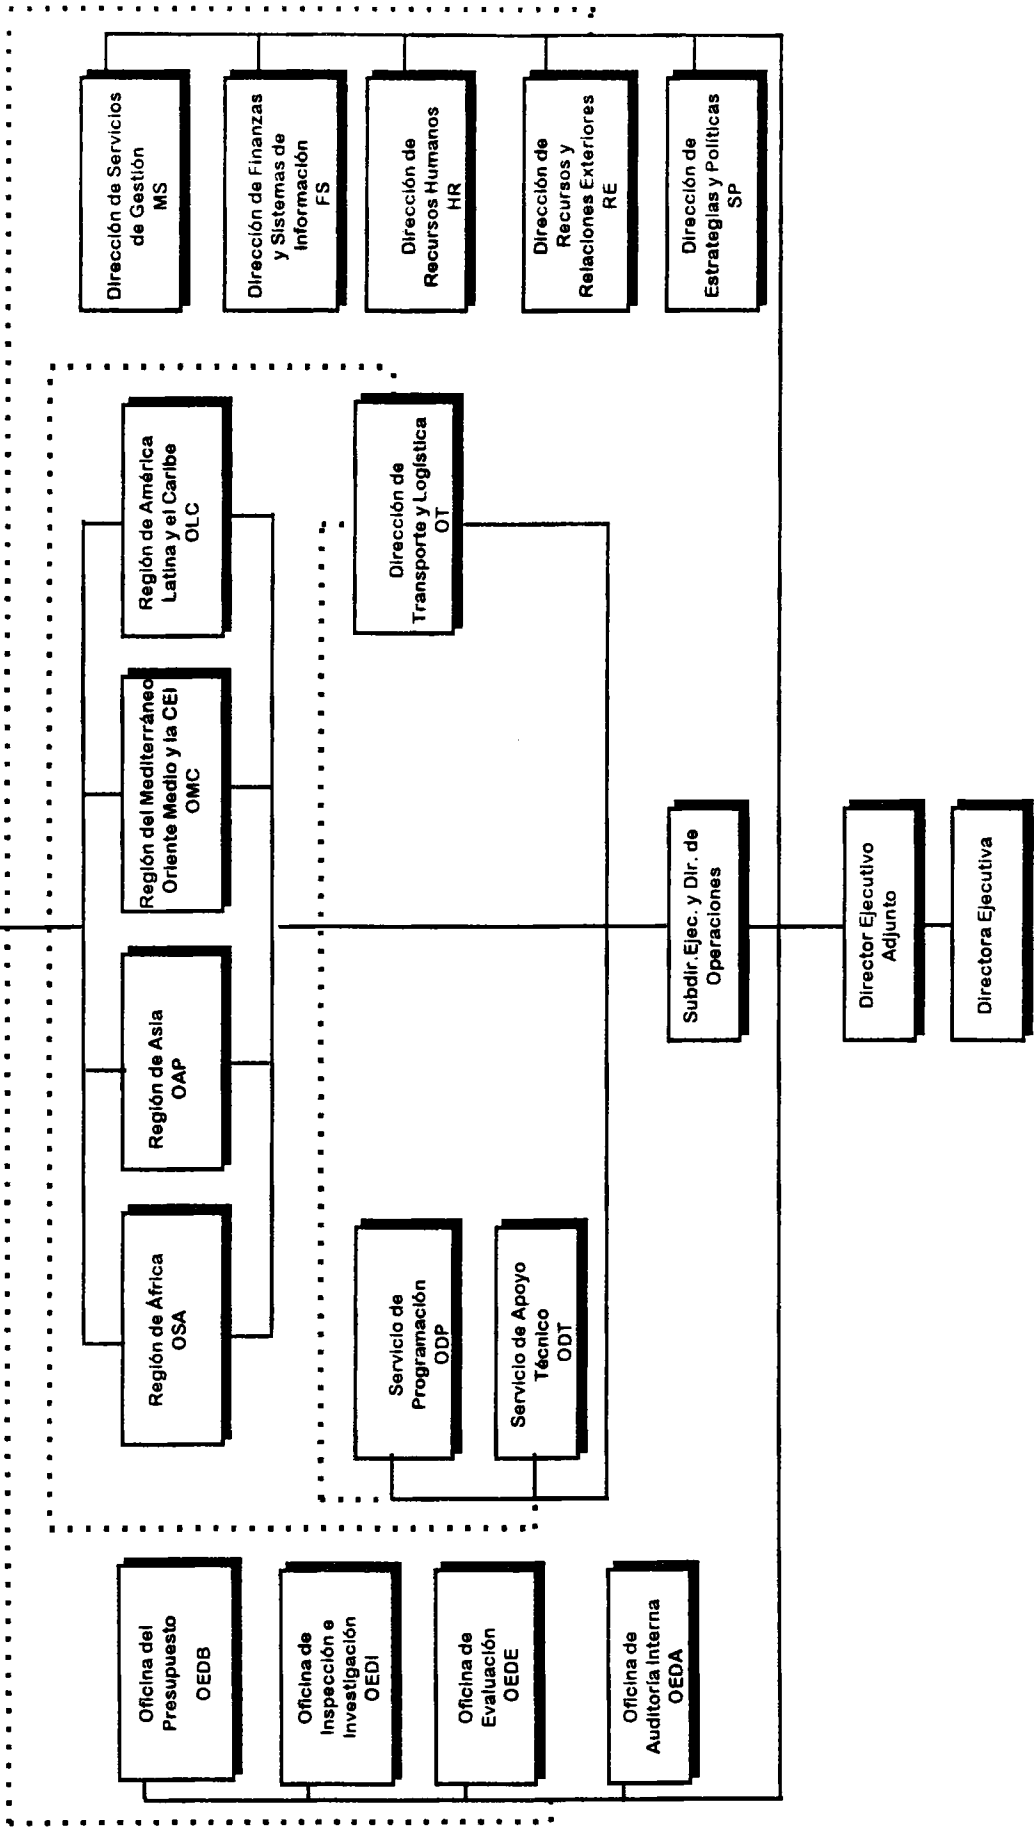 Oficina del
Presupuesto
OEDB
Oficina de
Inspección e
Investigación
OEDI
Oficina de
Evaluación
OEDE
Oficina de
Auditoría Interna
OEDA
Región de África
OSA
Región de Asia
OAP
Región del Mediterráneo
Oriente Medio y la CEI
OMC
Región de América
Latina y el Caribe
OLC
Servicio de
Programación
ODP
Servicio de Apoyo
Técnico
ODT
Dirección de
Transporte y Logística
OT
Dirección de Servicios
de Gestión
MS
Dirección de Finanzas
y Sistemas de
Información
FS
Dirección de
Recursos Humanos
HR
Dirección de
Recursos y
Relaciones Exteriores
RE
Dirección de
Estrategias y Políticas
SP
Subdir.Ejec. y Dir. de
Operaciones
Director Ejecutivo
Adjunto
Directora Ejecutiva